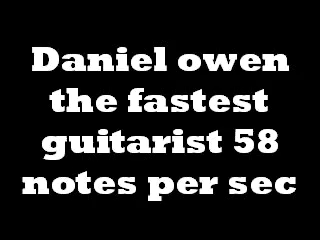 Daniel owen
the fastest
guitarist 58
notes per sec